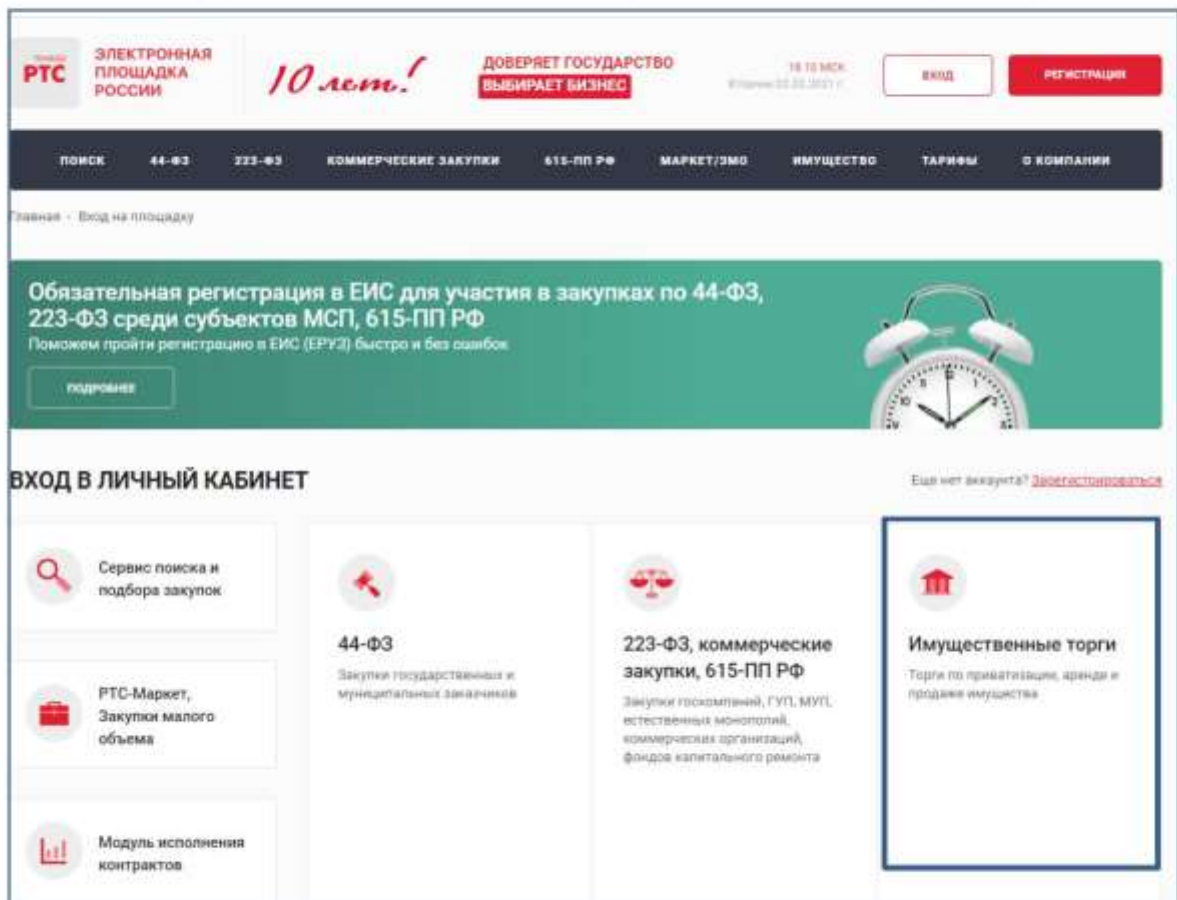 РТС
ЭЛЕКТРОННАЯ
ПЛОЩАДКА
РОССИИ
10 лет!
ДОВЕРЯЕТ ГОСУДАРСТВО
ВЫБИРАЕТ БИЗНЕС
МСК
ВХОД
РЕГИСТРАЦИЯ
ПОИСК 44-ФЗ 223-ФЗ КОММЕРЧЕСКИЕ ЗАКУПКИ 615-ПП РФ МАРКЕТ/ЗМО ИМУЩЕСТВО ТАРИФЫ О КОМПАНИИ
Главная - Вход на площадку
Обязательная регистрация в ЕИС для участия в закупках по 44-ФЗ,
223-ФЗ среди субъектов МСП, 615-ПП РФ
Поможем пройти регистрацию в ЕИС (ЕРУЗ) быстро и без ошибок
ПОДРОБНЕЕ
ВХОД В ЛИЧНЫЙ КАБИНЕТ
Еще нет аккаунта? Зарегистрироваться
Сервис поиска и
подбора закупок
РТС-Маркет,
Закупки малого
объема
Модуль исполнения
контрактов
44-ФЗ
Закупки государственных и
муниципальных заказчиков
223-ФЗ, коммерческие
закупки, 615-ПП РФ
Закупки госкомпаний, ГУП, МУП,
естественных монополий,
коммерческих организаций,
фондов капитального ремонта
Имущественные торги
Торги по приватизации, аренде и
продаже имущества